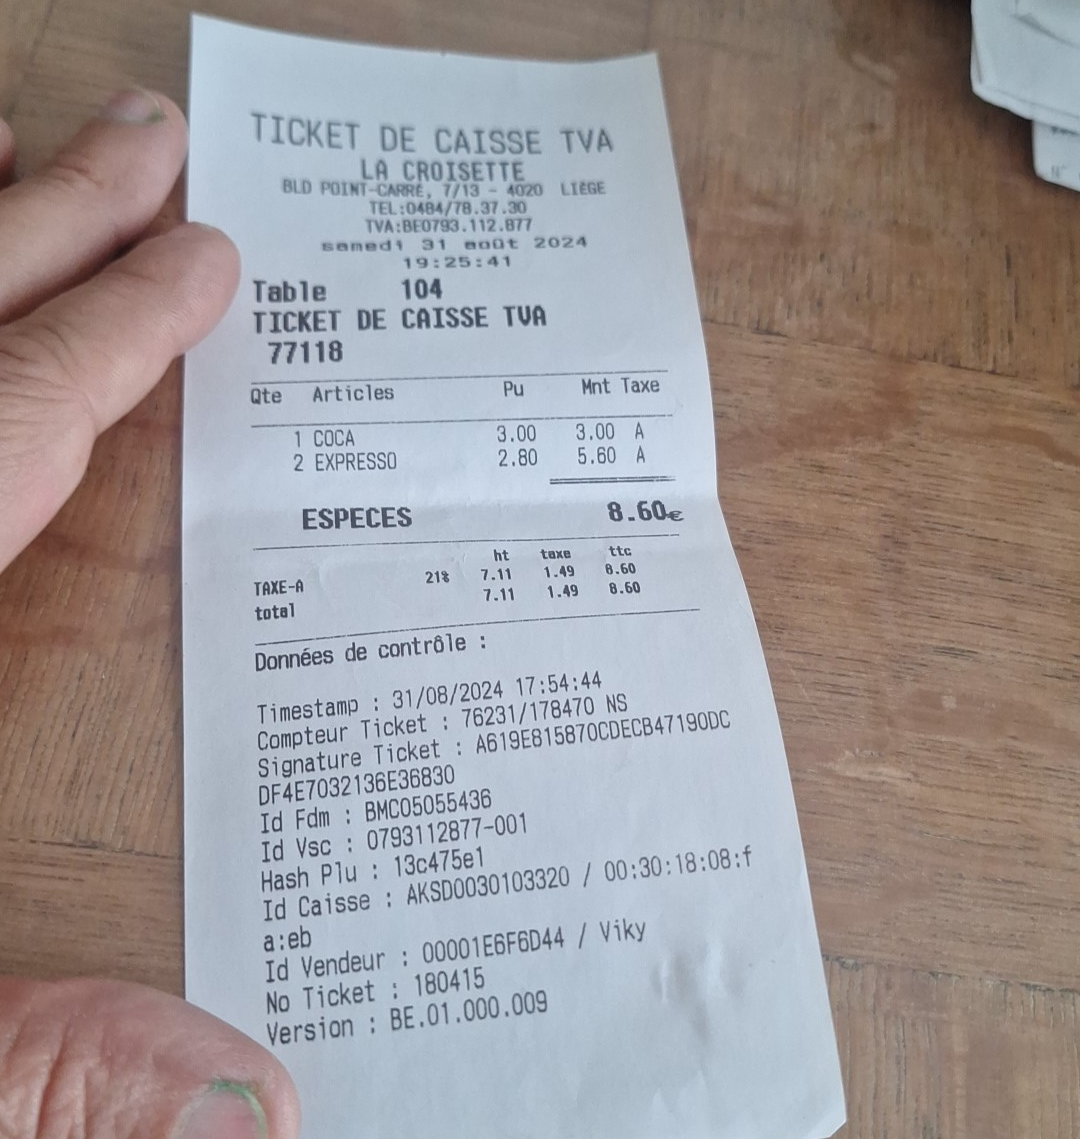 TICKET DE CAISSE TVA
LA CROISETTE
BLD POINT-CARRÉ, 7/13 - 4020 LIÈGE
TEL:0484/78.37.30
TVA:BE0793.112.877
samedi 31 août 2024
19:25:41
Table 104
TICKET DE CAISSE TVA
77118
Qte Articles Pu Mnt Taxe
1 COCA 3.00 3.00 A
2 EXPRESSO 2.80 5.60 A
ESPECES 8.60€
ht taxe ttc
TAXE-A 21% 7.11 1.49 8.60
total 7.11 1.49 8.60
Données de contrôle :
Timestamp : 31/08/2024 17:54:44
Compteur Ticket : 76231/178470 NS
Signature Ticket : A619E815870CDECB47190DC
DF4E7032136E36830
Id Fdm : BMC05055436
Id Vsc : 0793112877-001
Hash Plu : 13c475e1
Id Caisse : AKSD0030103320 / 00:30:18:08:f
a:eb
Id Vendeur : 00001E6F6D44 / Viky
No Ticket : 180415
Version : BE.01.000.009